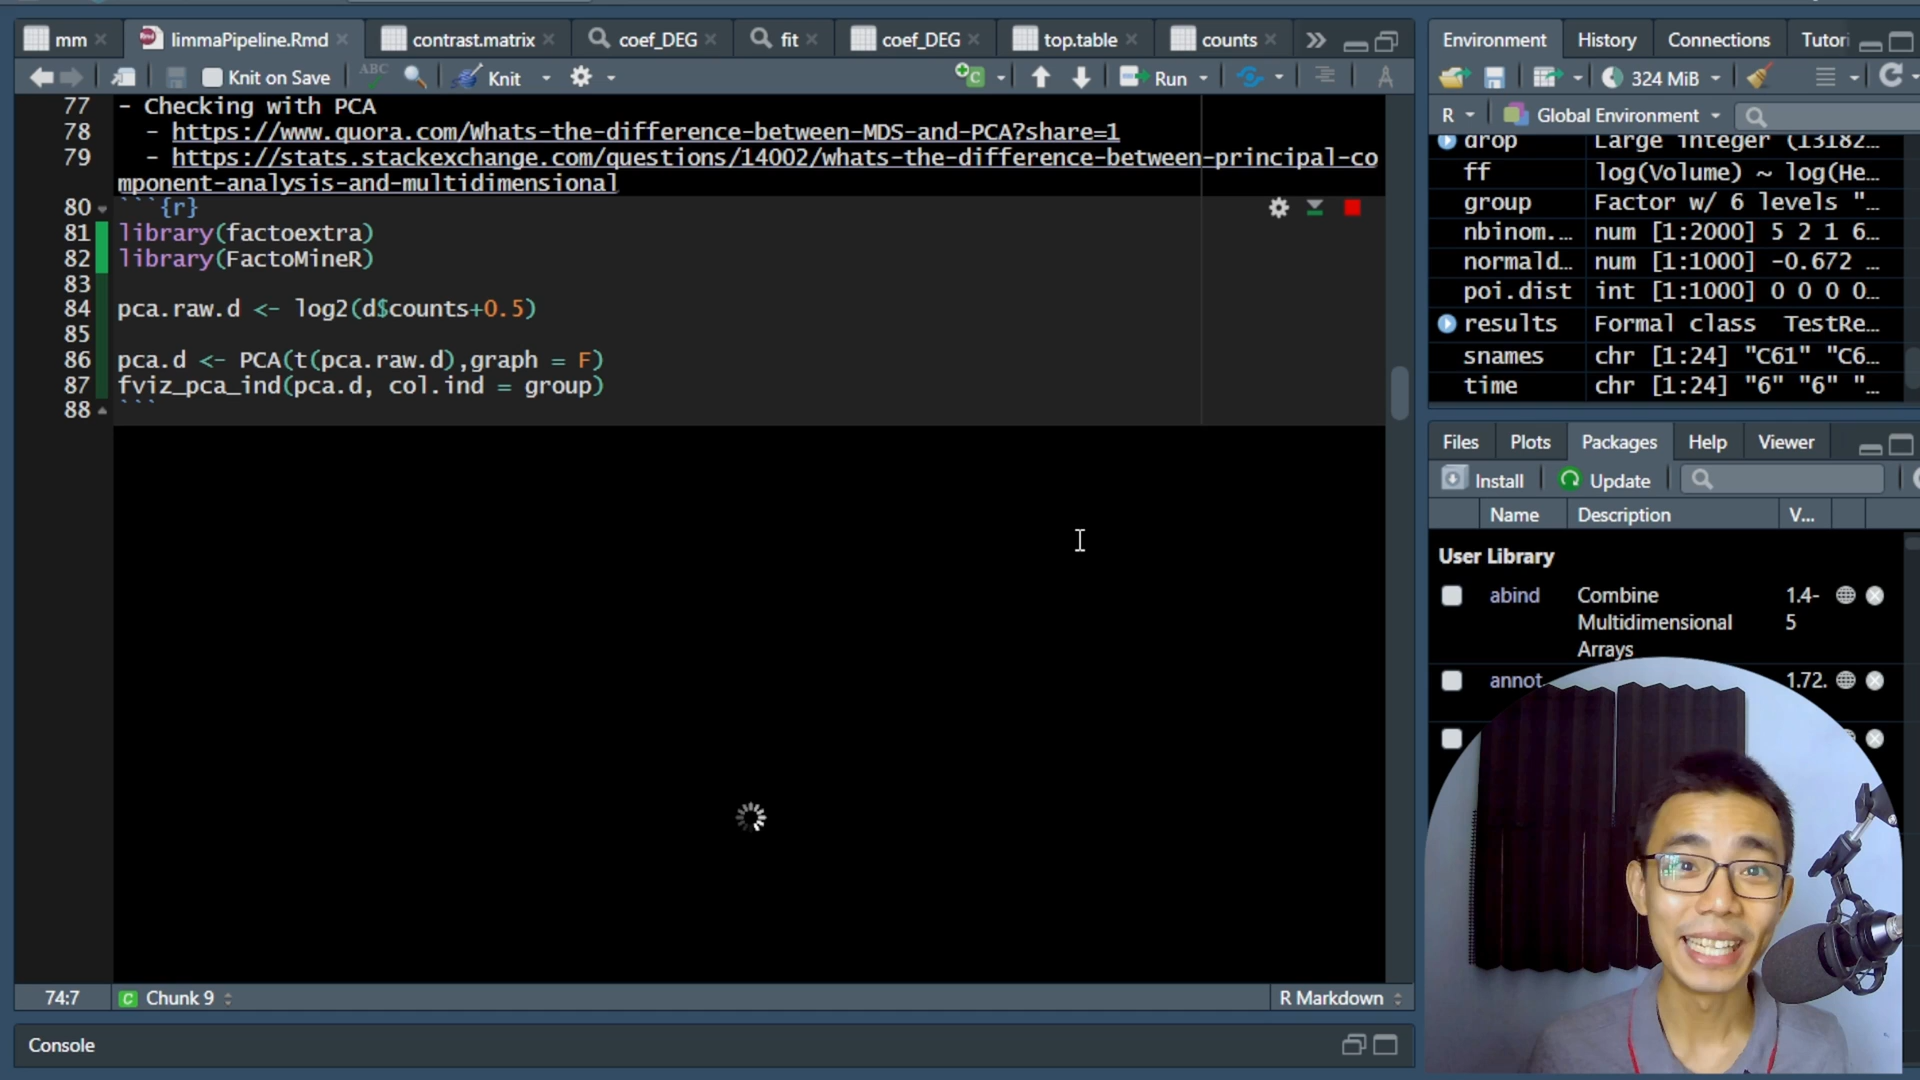 mm
limmaPipeline.Rmd
contrast.matrix
coef_DEG
fit
coef_DEG
top.table
counts
Knit on Save
ABC
Knit
Run
77 - Checking with PCA
78 - https://www.quora.com/Whats-the-difference-between-MDS-and-PCA?share=1
79 - https://stats.stackexchange.com/questions/14002/whats-the-difference-between-principal-co
mponent-analysis-and-multidimensional
80 ```{r}
81 library(factoextra)
82 library(FactoMineR)
83
84 pca.raw.d <- log2(d$counts+0.5)
85
86 pca.d <- PCA(t(pca.raw.d),graph = F)
87 fviz_pca_ind(pca.d, col.ind = group)
88 ```
74:7
C Chunk 9
R Markdown
Console
Environment
History
Connections
Tutori
324 MiB
R
Global Environment
drop Large integer (13182...
ff log(Volume) ~ log(He...
group Factor w/ 6 levels "...
nbinom.... num [1:2000] 5 2 1 6...
normald... num [1:1000] -0.672 ...
poi.dist int [1:1000] 0 0 0 0...
results Formal class TestRe...
snames chr [1:24] "C61" "C6...
time chr [1:24] "6" "6" "...
Files
Plots
Packages
Help
Viewer
Install
Update
Name
Description
V...
User Library
abind Combine 1.4-
Multidimensional 5
Arrays
annot 1.72.